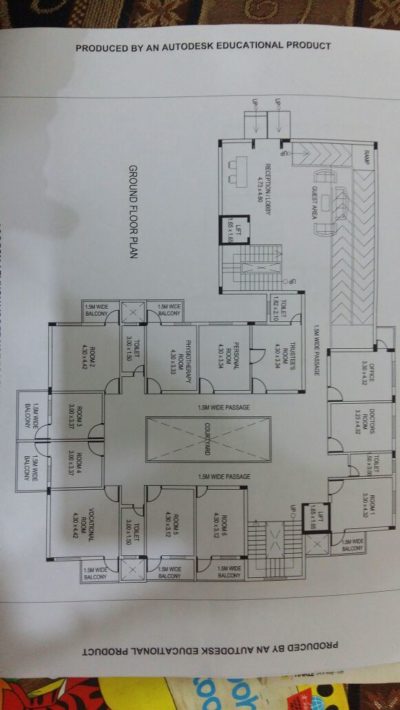 PRODUCED BY AN AUTODESK EDUCATIONAL PRODUCT
GROUND FLOOR PLAN
UP
UP
RECEPTION / LOBBY
4.73 x 4.80
UP
RAMP
GUEST AREA
LIFT
1.65 x 1.65
UP
TOILET
1.82 x 2.10
1.5M WIDE PASSAGE
TRUSTEE'S
ROOM
4.30 x 3.34
PERSONAL
ROOM
4.30 x 3.34
PHYSIOTHERAPY
ROOM
4.30 x 3.33
TOILET
3.00 x 1.50
1.5M WIDE
BALCONY
1.5M WIDE
BALCONY
ROOM 2
4.30 x 4.42
ROOM 3
3.00 x 3.37
1.5M WIDE
BALCONY
ROOM 4
3.00 x 3.37
1.5M WIDE
BALCONY
VOCATIONAL
ROOM
4.30 x 4.42
TOILET
3.00 x 1.50
ROOM 5
4.30 x 3.12
ROOM 6
4.30 x 3.12
1.5M WIDE
BALCONY
1.5M WIDE
BALCONY
1.5M WIDE
BALCONY
1.5M WIDE PASSAGE
COURTYARD
1.5M WIDE PASSAGE
OFFICE
3.50 x 4.32
DOCTORS
ROOM
3.23 x 4.32
TOILET
ROOM 1
3.50 x 4.32
LIFT
1.65 x 1.65
UP
1.5M WIDE
BALCONY
PRODUCED BY AN AUTODESK EDUCATIONAL PRODUCT